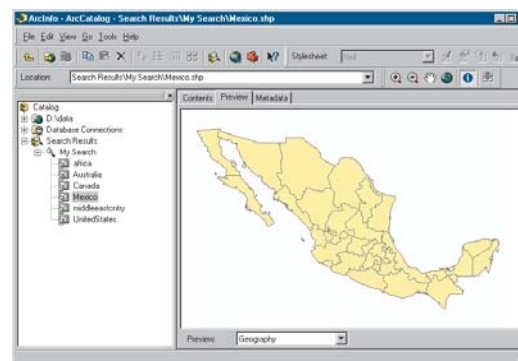 ArcInfo - ArcCatalog - Search Results\My Search\Mexico.shp
File Edit View Go Tools Help
Stylesheet:
Location: Search Results\My Search\Mexico.shp
Contents Preview Metadata
Catalog
D:\data
Database Connections
Search Results
My Search
africa
Australia
Canada
Mexico
middleeastcntry
UnitedStates
Preview: Geography